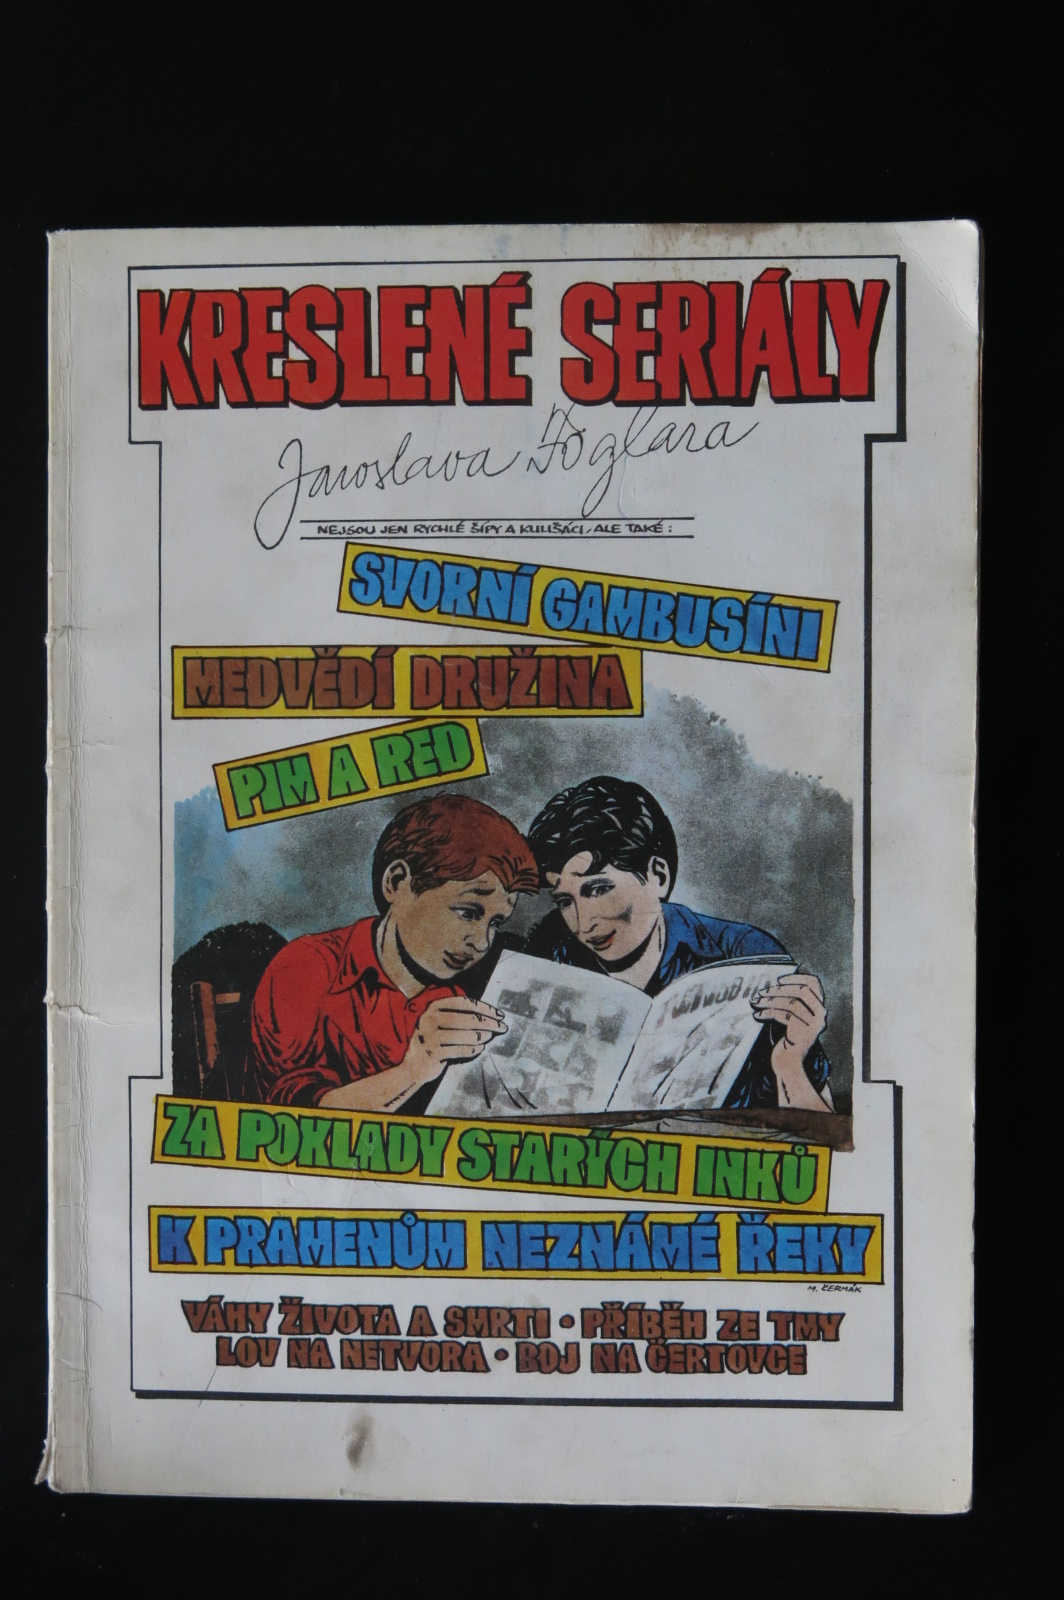 KRESLENÉ SERIÁLY
Jaroslava Foglara
NEJSOU JEN RYCHLÉ ŠÍPY A KULIŠÁCI, ALE TAKÉ:
SVORNÍ GAMBUSÍNI
MEDVĚDÍ DRUŽINA
PIM A RED
ZA POKLADY STARÝCH INKŮ
K PRAMENŮM NEZNÁMÉ ŘEKY
M. ČERMÁK
VÁHY ŽIVOTA A SMRTI • PŘÍBĚH ZE TMY
LOV NA NETVORA • BOJ NA ČERTOVCE